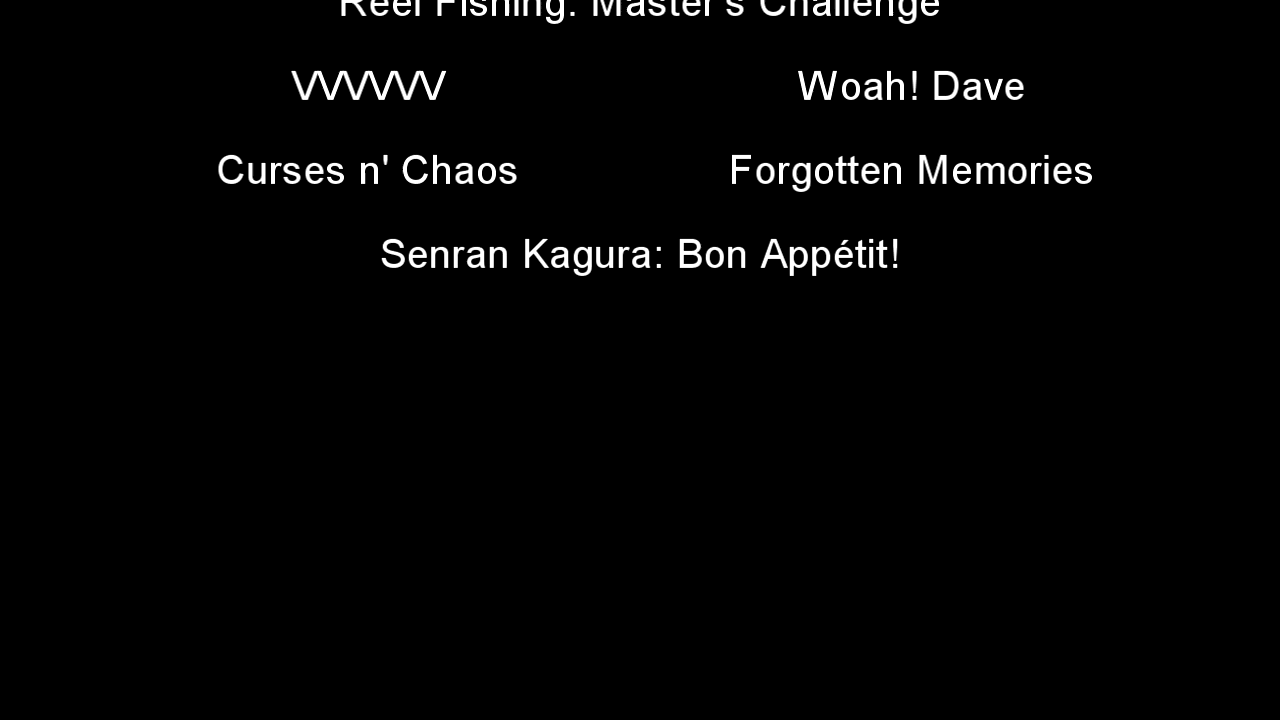 Reel Fishing: Master's Challenge
VVVVVV Woah! Dave
Curses n' Chaos Forgotten Memories
Senran Kagura: Bon Appétit!